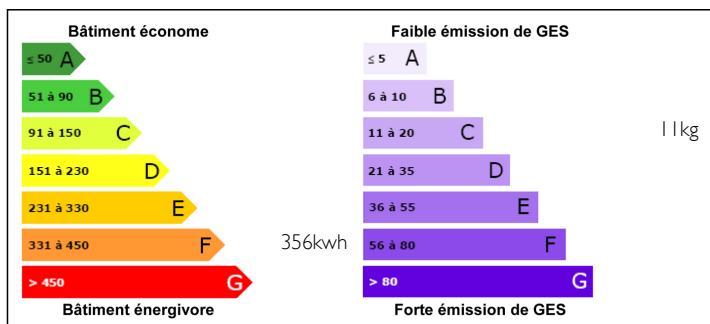 Bâtiment économe
≤ 50 A
51 à 90 B
91 à 150 C
151 à 230 D
231 à 330 E
331 à 450 F
356kwh
> 450 G
Bâtiment énergivore
Faible émission de GES
≤ 5 A
6 à 10 B
11 à 20 C
11kg
21 à 35 D
36 à 55 E
56 à 80 F
> 80 G
Forte émission de GES